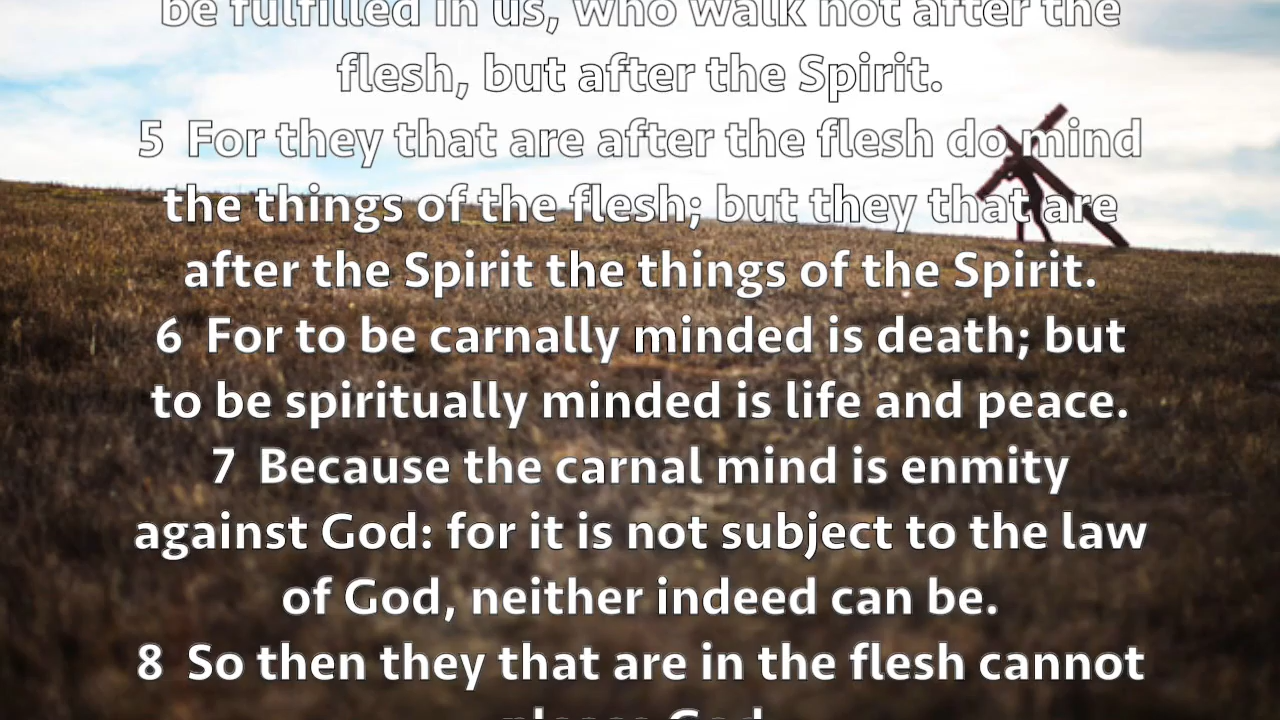 be fulfilled in us, who walk not after the
flesh, but after the Spirit.
5 For they that are after the flesh do mind
the things of the flesh; but they that are
after the Spirit the things of the Spirit.
6 For to be carnally minded is death; but
to be spiritually minded is life and peace.
7 Because the carnal mind is enmity
against God: for it is not subject to the law
of God, neither indeed can be.
8 So then they that are in the flesh cannot
please God.